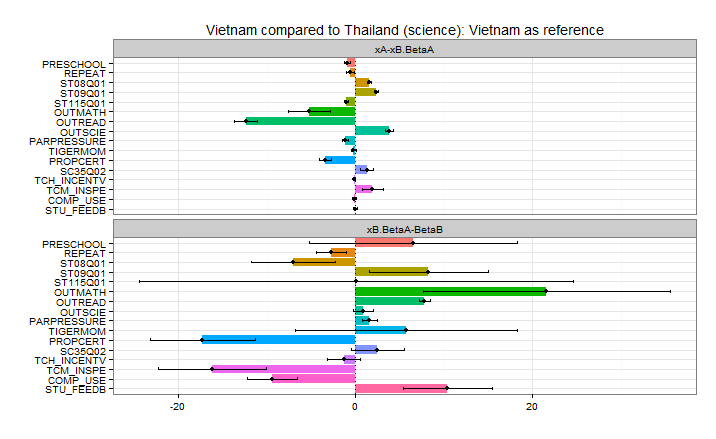 Vietnam compared to Thailand (science): Vietnam as reference
xA-xB.BetaA
PRESCHOOL
REPEAT
ST08Q01
ST09Q01
ST115Q01
OUTMATH
OUTREAD
OUTSCIE
PARPRESSURE
TIGERMOM
PROPCERT
SC35Q02
TCH_INCENTV
TCM_INSPE
COMP_USE
STU_FEEDB
xB.BetaA-BetaB
PRESCHOOL
REPEAT
ST08Q01
ST09Q01
ST115Q01
OUTMATH
OUTREAD
OUTSCIE
PARPRESSURE
TIGERMOM
PROPCERT
SC35Q02
TCH_INCENTV
TCM_INSPE
COMP_USE
STU_FEEDB
-20 0 20